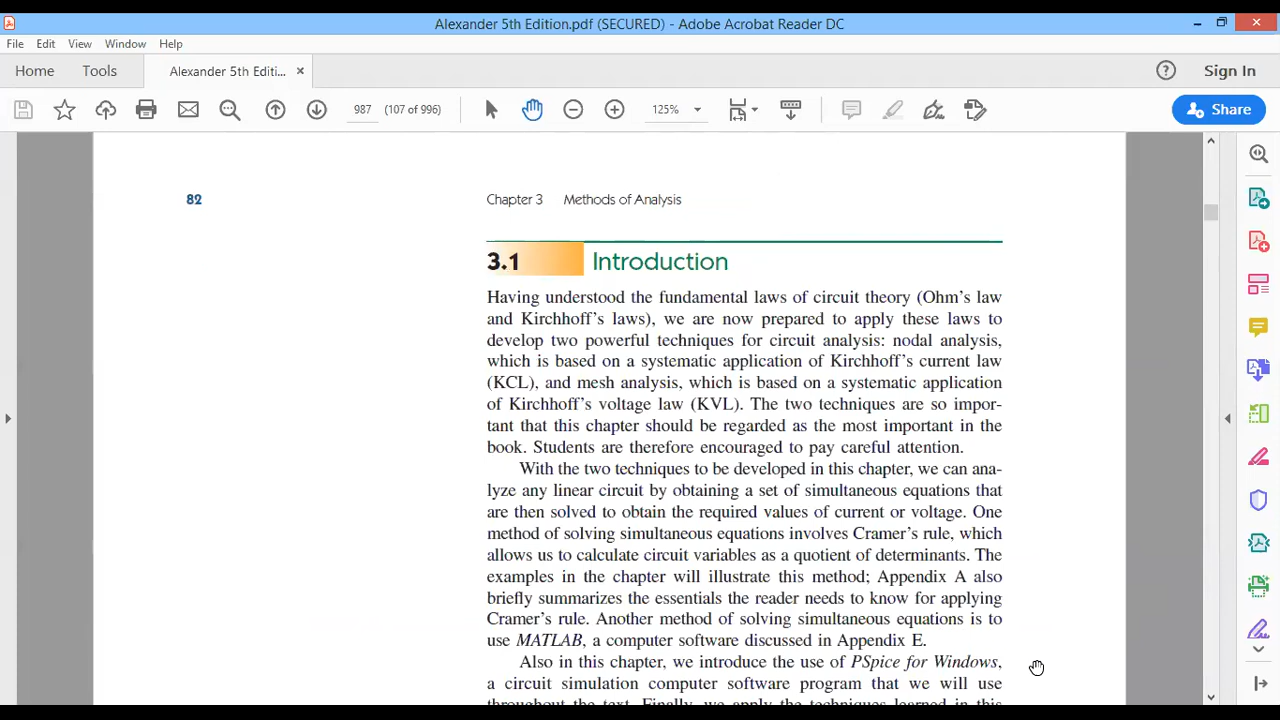 Alexander 5th Edition.pdf (SECURED) - Adobe Acrobat Reader DC
File Edit View Window Help
Home Tools Alexander 5th Editi... × Sign In
987 (107 of 996) 125% Share
82 Chapter 3 Methods of Analysis
3.1 Introduction
Having understood the fundamental laws of circuit theory (Ohm's law
and Kirchhoff's laws), we are now prepared to apply these laws to
develop two powerful techniques for circuit analysis: nodal analysis,
which is based on a systematic application of Kirchhoff's current law
(KCL), and mesh analysis, which is based on a systematic application
of Kirchhoff's voltage law (KVL). The two techniques are so impor-
tant that this chapter should be regarded as the most important in the
book. Students are therefore encouraged to pay careful attention.
With the two techniques to be developed in this chapter, we can ana-
lyze any linear circuit by obtaining a set of simultaneous equations that
are then solved to obtain the required values of current or voltage. One
method of solving simultaneous equations involves Cramer's rule, which
allows us to calculate circuit variables as a quotient of determinants. The
examples in the chapter will illustrate this method; Appendix A also
briefly summarizes the essentials the reader needs to know for applying
Cramer's rule. Another method of solving simultaneous equations is to
use MATLAB, a computer software discussed in Appendix E.
Also in this chapter, we introduce the use of PSpice for Windows,
a circuit simulation computer software program that we will use
throughout the text. Finally, we apply the techniques learned in this